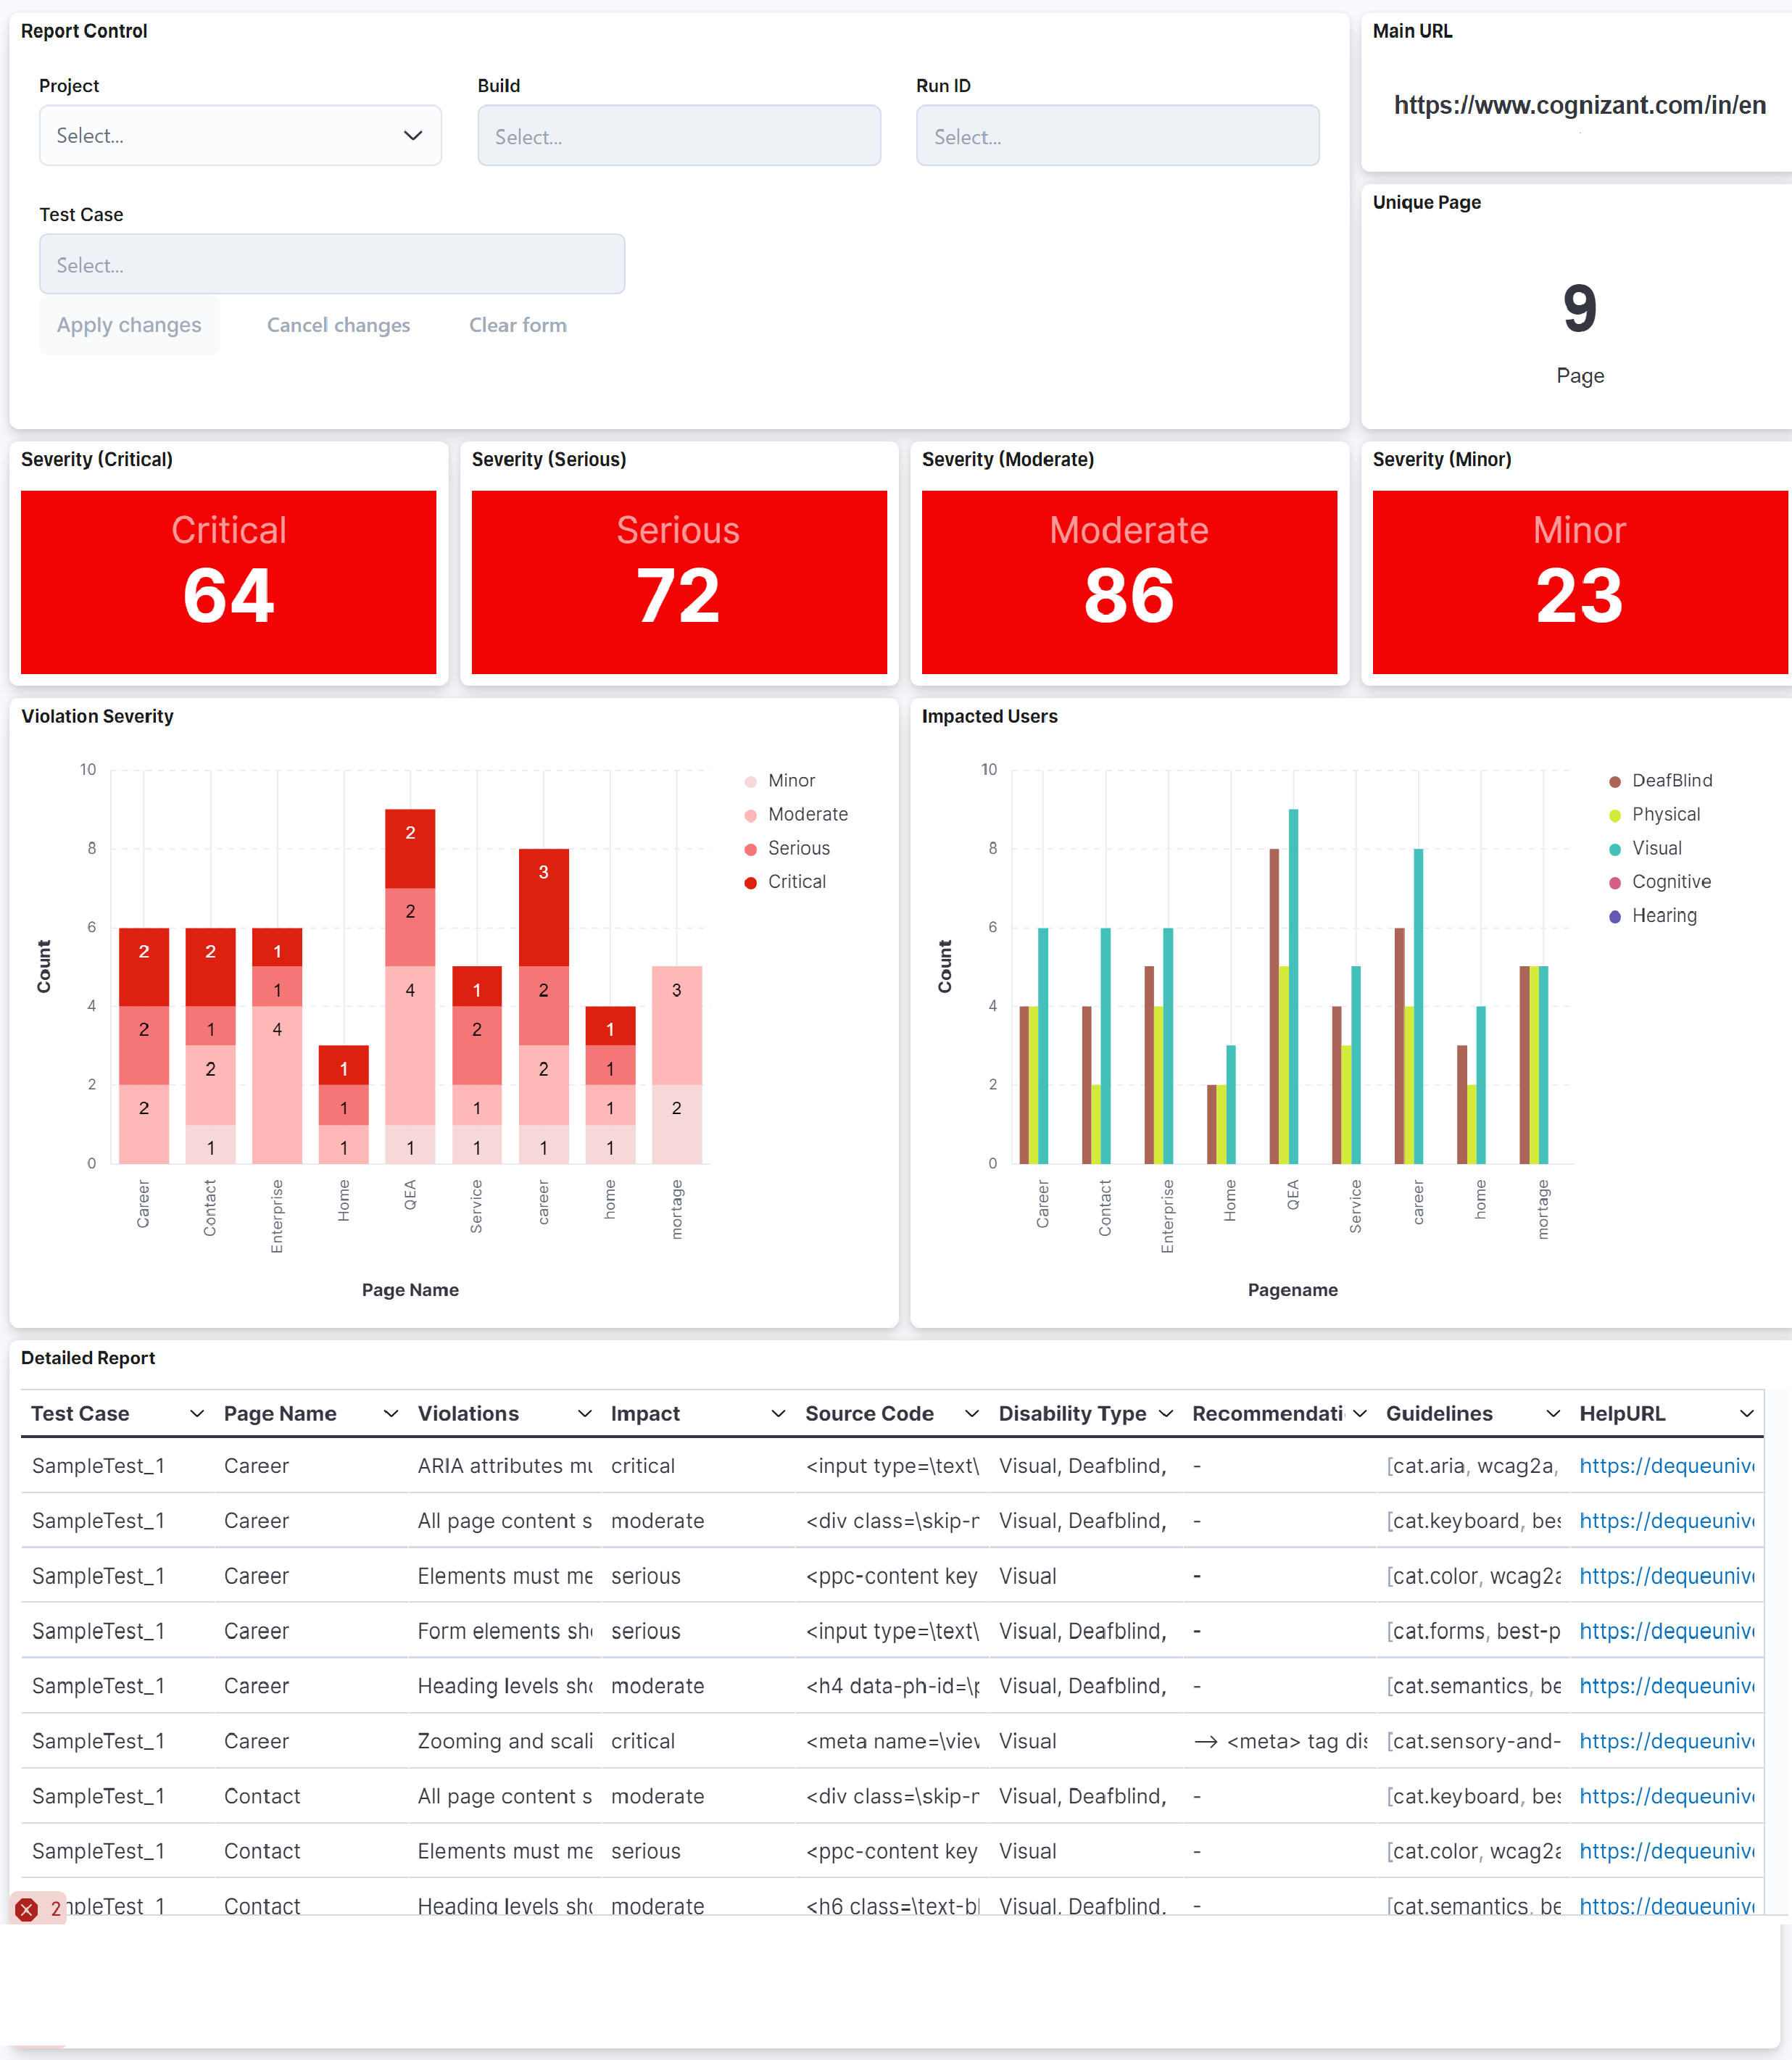 Report Control
Project
Build
Run ID
Select...
Select...
Select...
Test Case
Select...
Apply changes
Cancel changes
Clear form
Main URL
https://www.cognizant.com/in/en
Unique Page
9
Page
Severity (Critical)
Critical
64
Severity (Serious)
Serious
72
Severity (Moderate)
Moderate
86
Severity (Minor)
Minor
23
Violation Severity
Count
10
8
6
4
2
0
2
2
2
2
1
2
1
1
1
4
1
1
1
2
2
4
1
1
2
1
1
3
2
2
1
1
1
1
1
3
2
Career
Contact
Enterprise
Home
QEA
Service
career
home
mortage
Page Name
Minor
Moderate
Serious
Critical
Impacted Users
Count
10
8
6
4
2
0
Career
Contact
Enterprise
Home
QEA
Service
career
home
mortage
Pagename
DeafBlind
Physical
Visual
Cognitive
Hearing
Detailed Report
Test Case Page Name Violations Impact Source Code Disability Type Recommendati Guidelines HelpURL
SampleTest_1 Career ARIA attributes mu critical <input type=\text\ Visual, Deafblind, - [cat.aria, wcag2a, https://dequeunive
SampleTest_1 Career All page content s moderate <div class=\skip-n Visual, Deafblind, - [cat.keyboard, bes https://dequeunive
SampleTest_1 Career Elements must me serious <ppc-content key Visual - [cat.color, wcag2a https://dequeunive
SampleTest_1 Career Form elements sho serious <input type=\text\ Visual, Deafblind, - [cat.forms, best-p https://dequeunive
SampleTest_1 Career Heading levels sho moderate <h4 data-ph-id=\p Visual, Deafblind, - [cat.semantics, be https://dequeunive
SampleTest_1 Career Zooming and scali critical <meta name=\view Visual → <meta> tag dis [cat.sensory-and- https://dequeunive
SampleTest_1 Contact All page content s moderate <div class=\skip-n Visual, Deafblind, - [cat.keyboard, bes https://dequeunive
SampleTest_1 Contact Elements must me serious <ppc-content key Visual - [cat.color, wcag2a https://dequeunive
2 npleTest_1 Contact Heading levels sho moderate <h6 class=\text-bl Visual, Deafblind, - [cat.semantics, be https://dequeunive